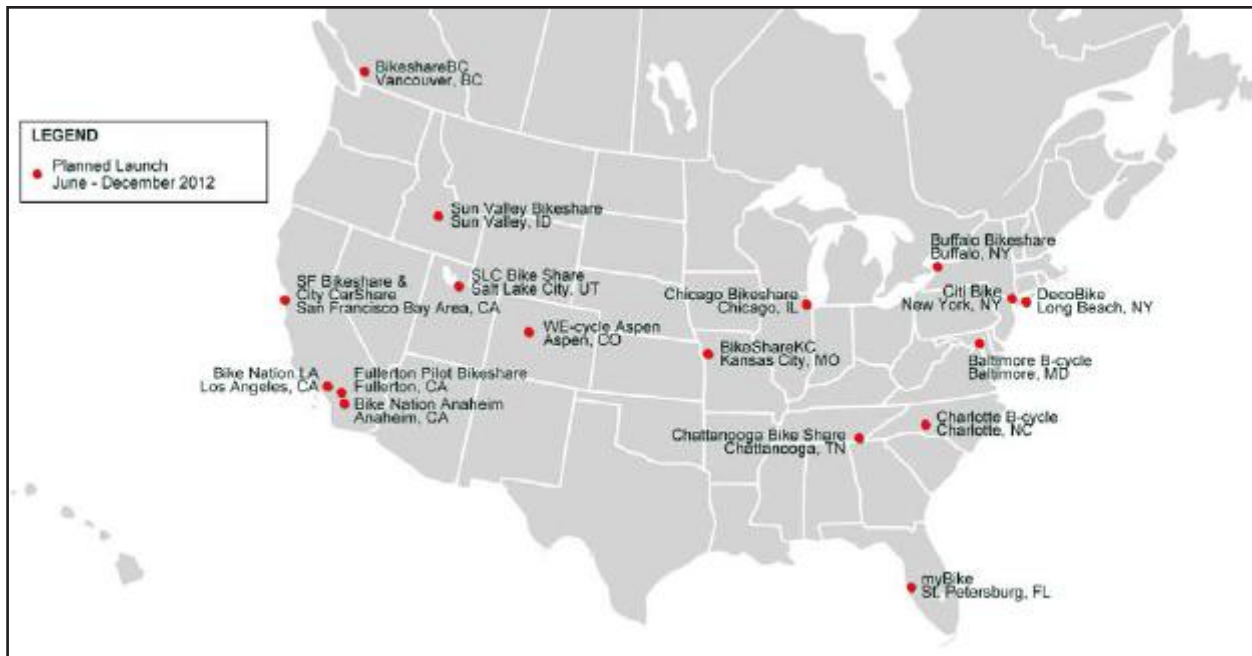 BikeshareBC
Vancouver, BC
LEGEND
Planned Launch
June - December 2012
Sun Valley Bikeshare
Sun Valley, ID
Buffalo Bikeshare
Buffalo, NY
SF Bikeshare &
City CarShare
San Francisco Bay Area, CA
SLC Bike Share
Salt Lake City, UT
Chicago Bikeshare
Chicago, IL
Citi Bike
New York, NY
DecoBike
Long Beach, NY
WE-cycle Aspen
Aspen, CO
BikeShareKC
Kansas City, MO
Baltimore B-cycle
Baltimore, MD
Bike Nation LA
Los Angeles, CA
Fullerton Pilot Bikeshare
Fullerton, CA
Bike Nation Anaheim
Anaheim, CA
Charlotte B-cycle
Charlotte, NC
Chattanooga Bike Share
Chattanooga, TN
myBike
St. Petersburg, FL